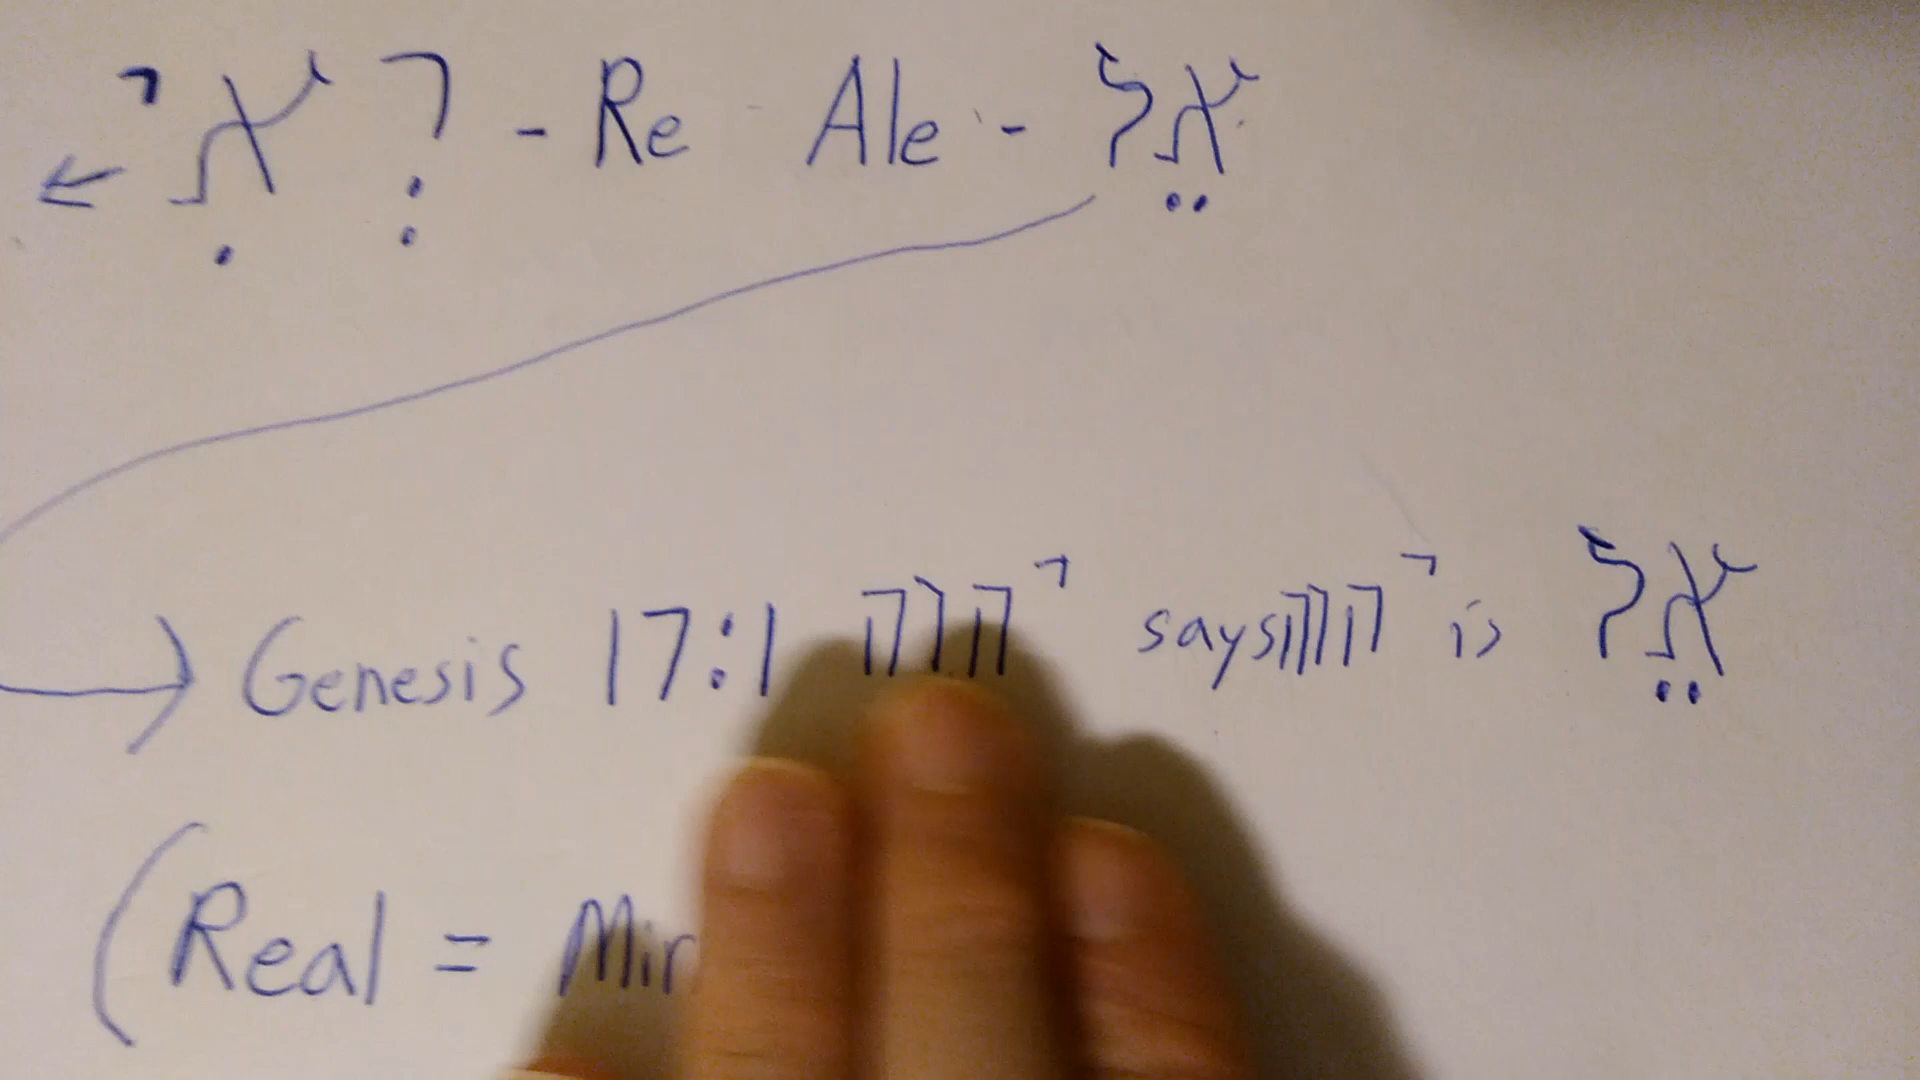 רְאִי - Re Ale - אֵל
Genesis 17:1 יהוה says יהוה is אֵל
(Real =